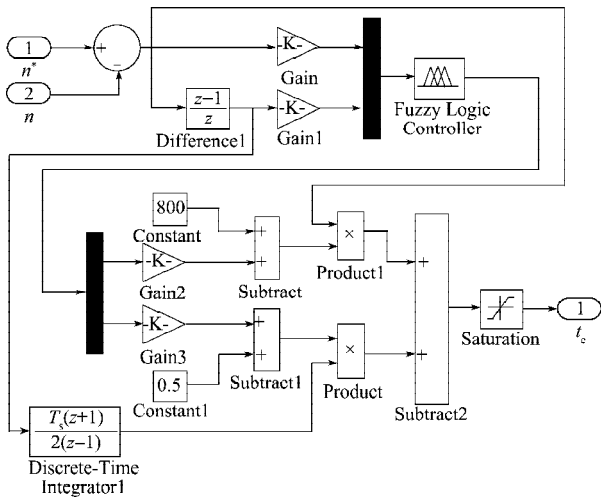 1
n*
+
−
2
n
-K-
Gain
z−1
z
Difference1
-K-
Gain1
Fuzzy Logic
Controller
800
Constant
-K-
Gain2
+
+
Subtract
×
Product1
-K-
Gain3
0.5
Constant1
+
+
Subtract1
×
Product
+
+
Subtract2
Saturation
1
tc
Ts(z+1)
2(z−1)
Discrete-Time
Integrator1